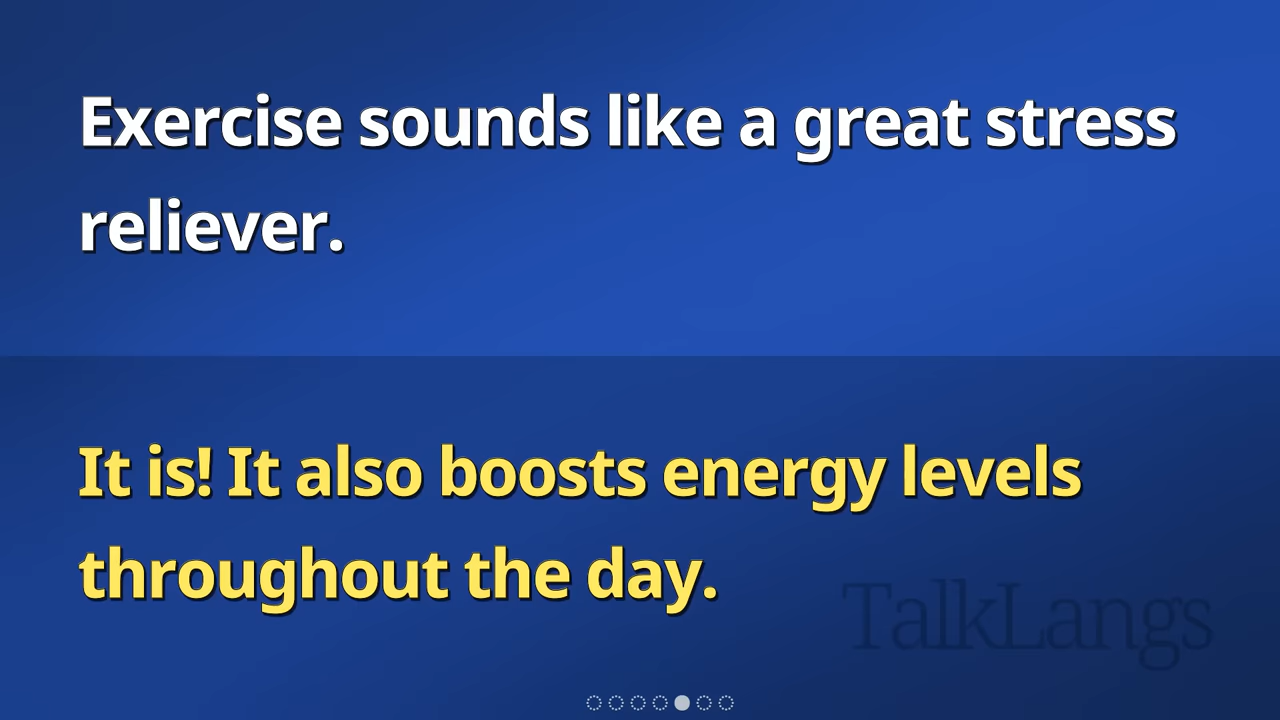 Exercise sounds like a great stress
reliever.
It is! It also boosts energy levels
throughout the day.
TalkLangs